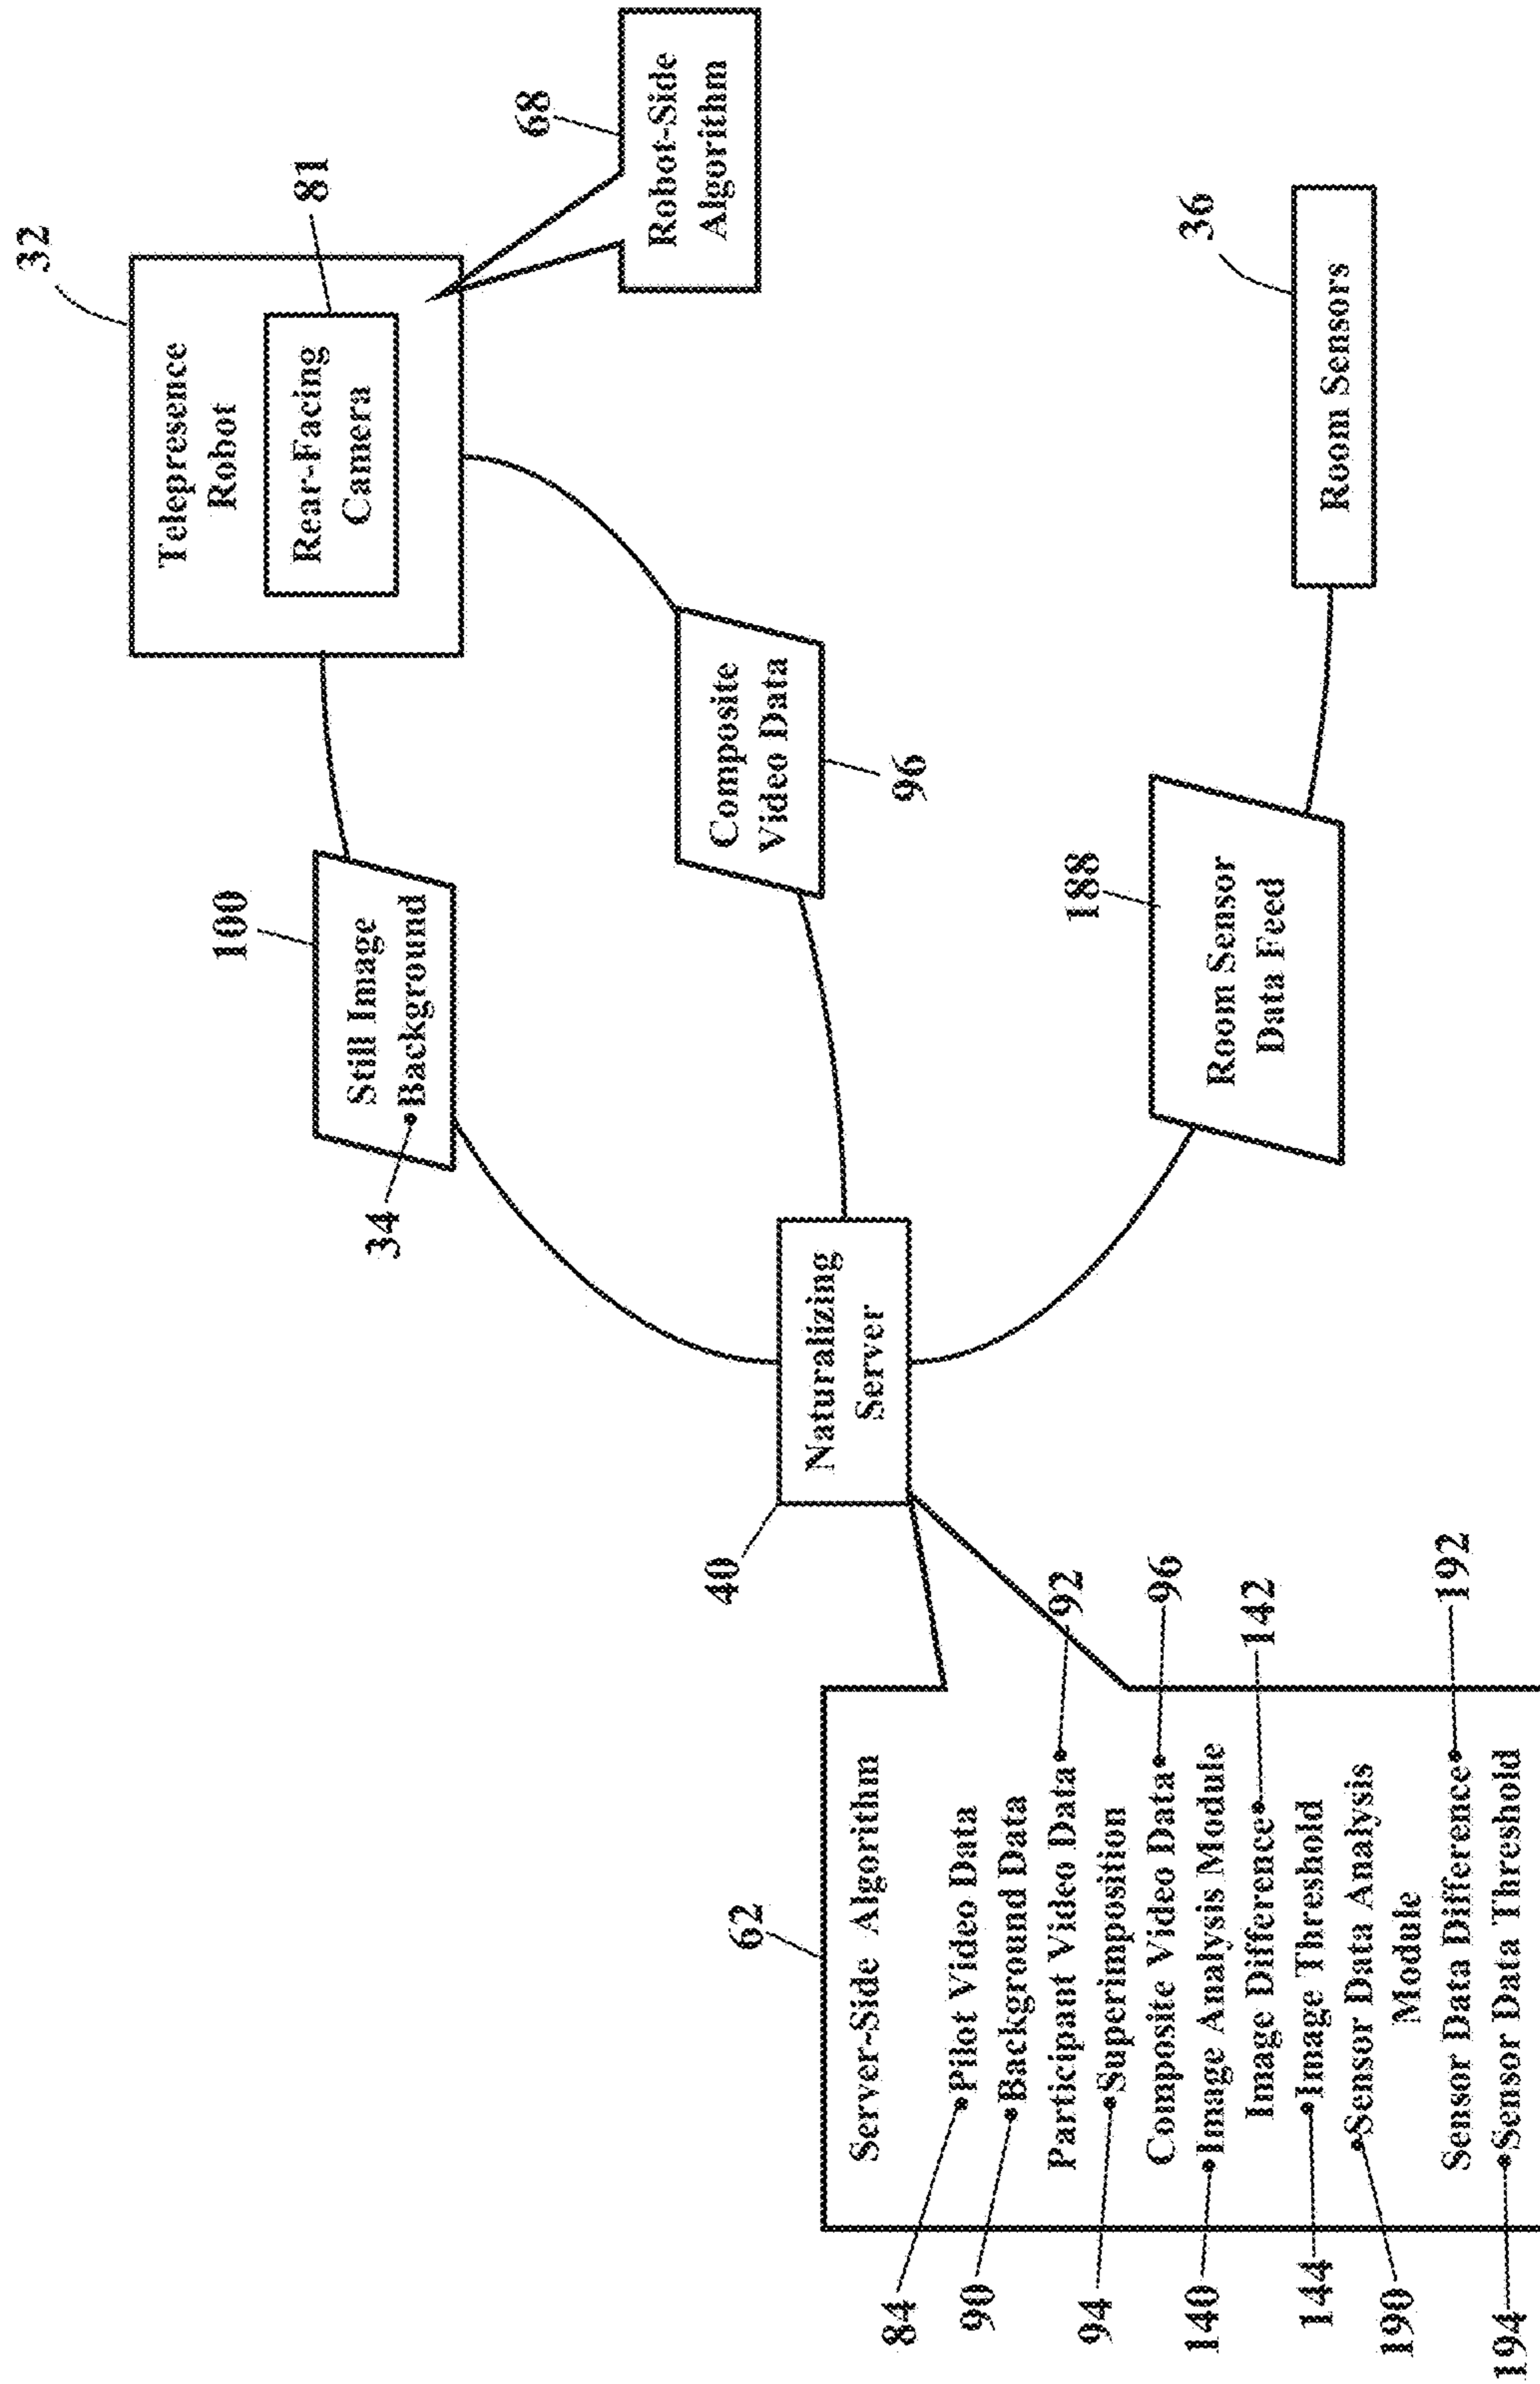 32
Telepresence
Robot
81
Rear-Facing
Camera
68
Robot-Side
Algorithm
100
Still Image
Background
34
Composite
Video Data
96
36
Room Sensors
188
Room Sensor
Data Feed
40
Naturalizing
Server
62
Server-Side Algorithm
84
Pilot Video Data
90
Background Data
Participant Video Data
92
94
Superimposition
Composite Video Data
96
140
Image Analysis Module
Image Difference
142
144
Image Threshold
190
Sensor Data Analysis
Module
Sensor Data Difference
192
194
Sensor Data Threshold